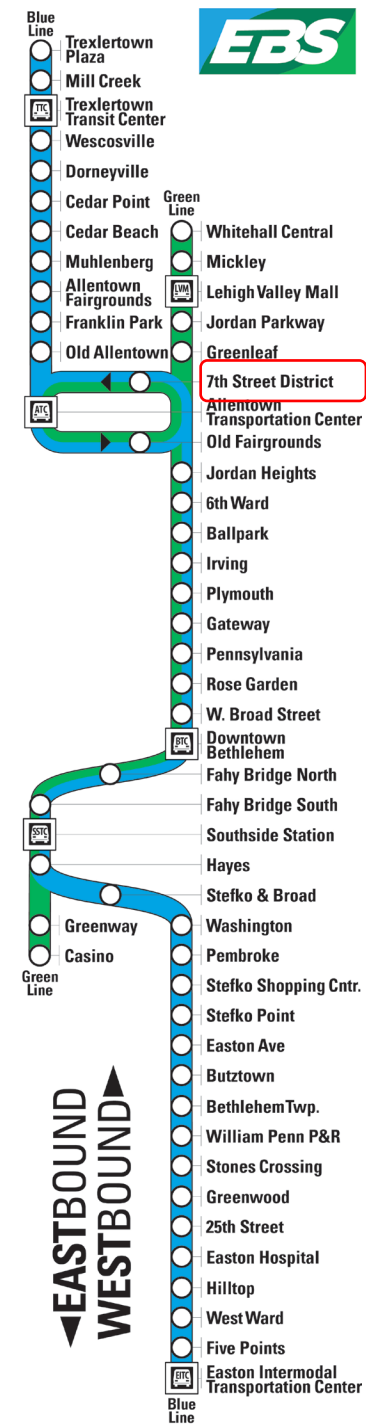 Blue
Line
EBS
Trexlertown
Plaza
Mill Creek
TTC
Trexlertown
Transit Center
Wescosville
Dorneyville
Cedar Point
Green
Line
Cedar Beach
Whitehall Central
Muhlenberg
Mickley
Allentown
Fairgrounds
LVM
Lehigh Valley Mall
Franklin Park
Jordan Parkway
Old Allentown
Greenleaf
7th Street District
ATC
Allentown
Transportation Center
Old Fairgrounds
Jordan Heights
6th Ward
Ballpark
Irving
Plymouth
Gateway
Pennsylvania
Rose Garden
W. Broad Street
BTC
Downtown
Bethlehem
Fahy Bridge North
Fahy Bridge South
SSTC
Southside Station
Hayes
Stefko & Broad
Greenway
Washington
Casino
Pembroke
Green
Line
Stefko Shopping Cntr.
Stefko Point
Easton Ave
Butztown
Bethlehem Twp.
William Penn P&R
Stones Crossing
Greenwood
25th Street
Easton Hospital
Hilltop
West Ward
Five Points
EITC
Easton Intermodal
Transportation Center
Blue
Line
EASTBOUND
WESTBOUND